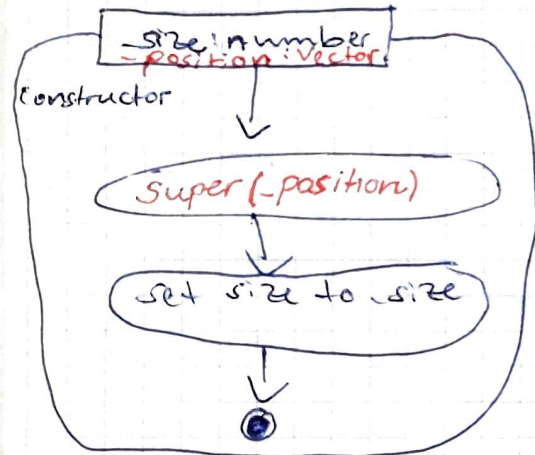 _size: number
_position: Vector
constructor
super(_position)
set size to _size